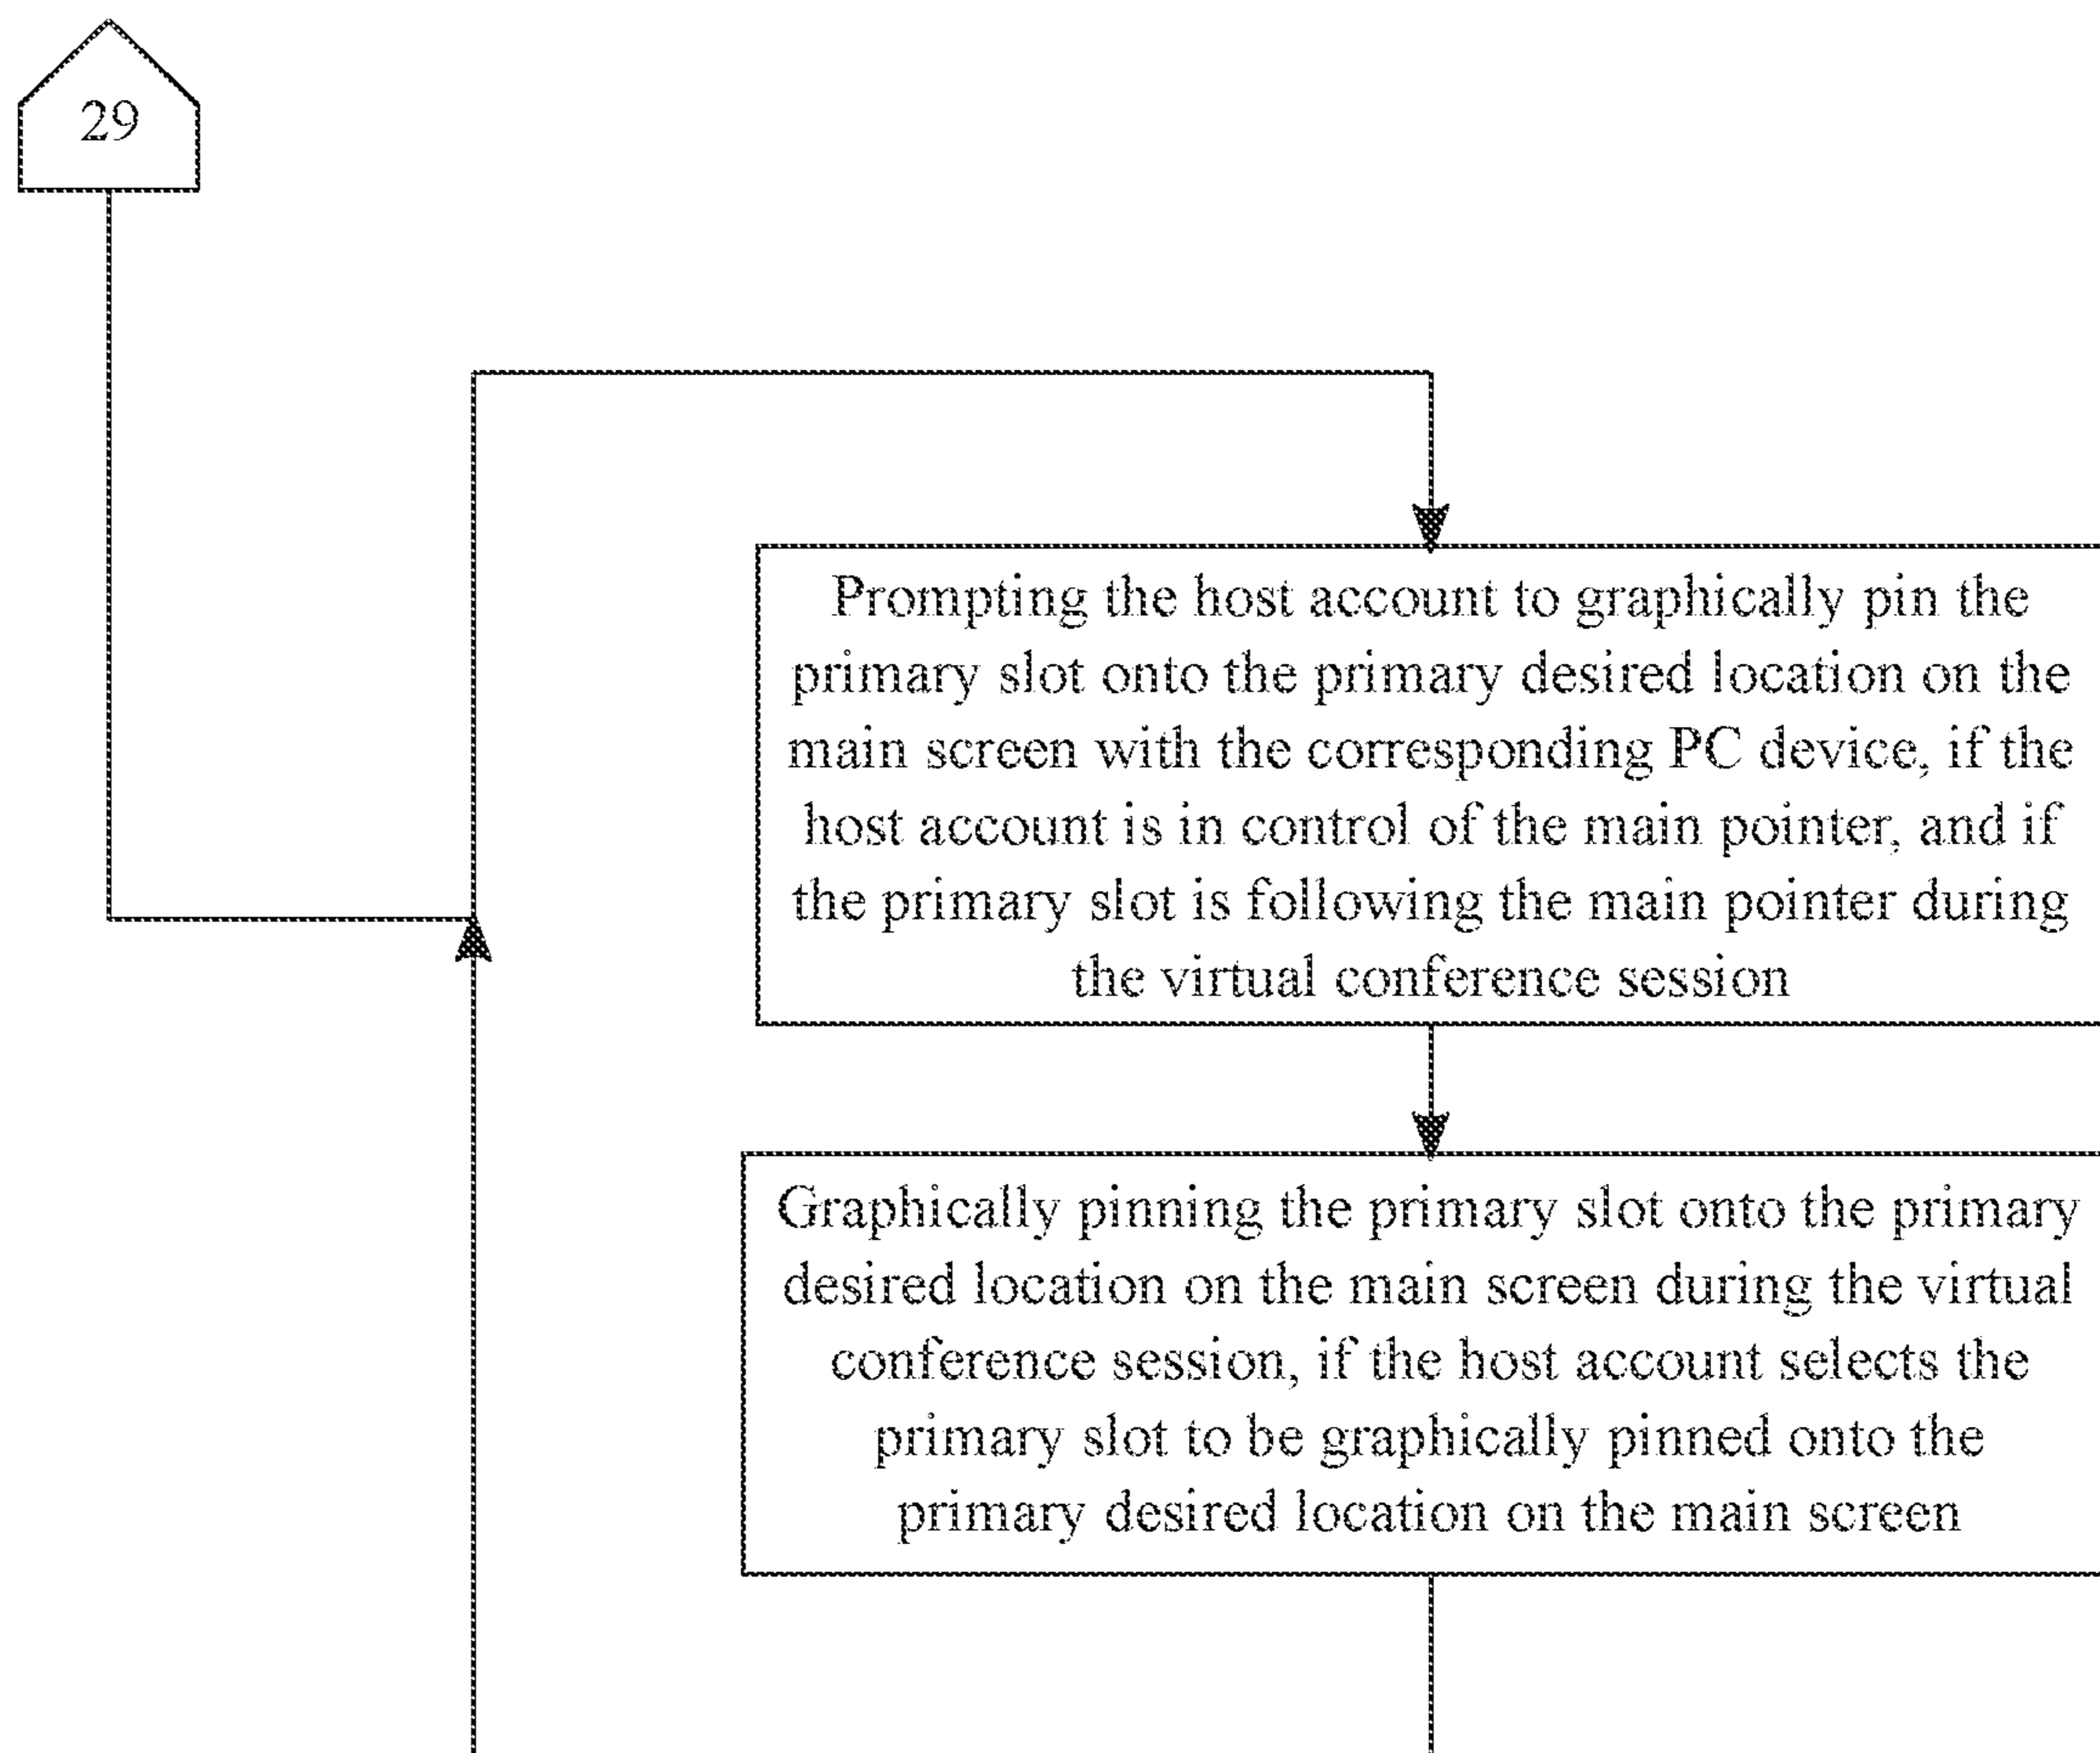 29
Prompting the host account to graphically pin the
primary slot onto the primary desired location on the
main screen with the corresponding PC device, if the
host account is in control of the main pointer, and if
the primary slot is following the main pointer during
the virtual conference session
Graphically pinning the primary slot onto the primary
desired location on the main screen during the virtual
conference session, if the host account selects the
primary slot to be graphically pinned onto the
primary desired location on the main screen